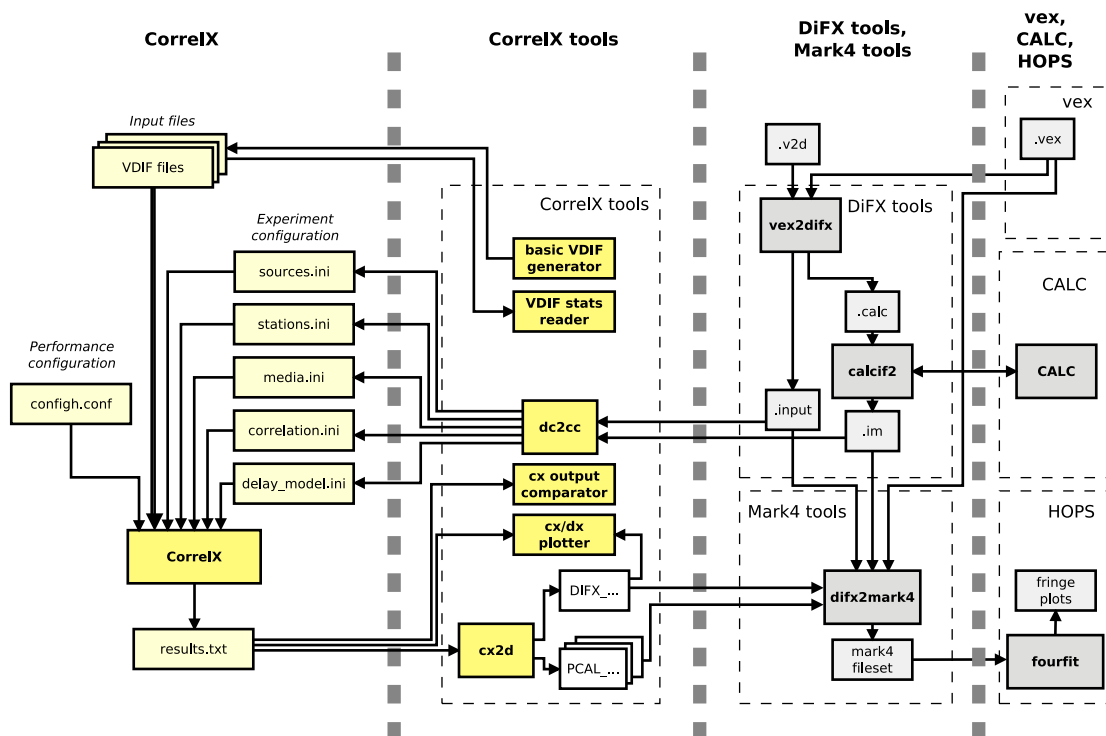 CorrelX
CorrelX tools
DiFX tools,
Mark4 tools
vex,
CALC,
HOPS
Input files
VDIF files
Experiment
configuration
sources.ini
stations.ini
media.ini
correlation.ini
delay_model.ini
Performance
configuration
configh.conf
CorrelX
results.txt
CorrelX tools
basic VDIF
generator
VDIF stats
reader
dc2cc
cx output
comparator
cx/dx
plotter
DIFX_...
cx2d
PCAL_...
.v2d
DiFX tools
vex2difx
.calc
calcif2
.input
.im
Mark4 tools
difx2mark4
mark4
fileset
vex
.vex
CALC
CALC
HOPS
fringe
plots
fourfit